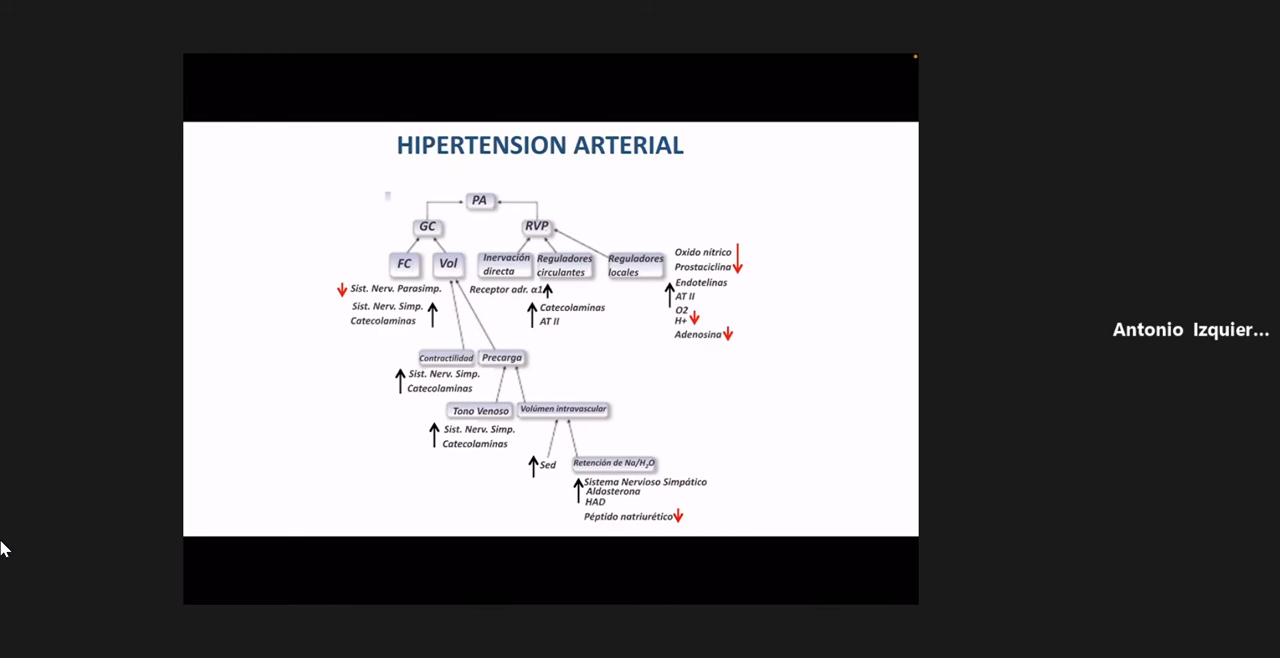 HIPERTENSION ARTERIAL
PA
GC
RVP
FC
Vol
Inervación
directa
Reguladores
circulantes
Reguladores
locales
Oxido nítrico
Prostaciclina
Endotelinas
AT II
O2
H+
Adenosina
Sist. Nerv. Parasimp.
Sist. Nerv. Simp.
Catecolaminas
Receptor adr. α1
Catecolaminas
AT II
Antonio Izquier...
Contractilidad
Precarga
Sist. Nerv. Simp.
Catecolaminas
Tono Venoso
Volúmen intravascular
Sist. Nerv. Simp.
Catecolaminas
Sed
Retención de Na/H₂O
Sistema Nervioso Simpático
Aldosterona
HAD
Péptido natriurético